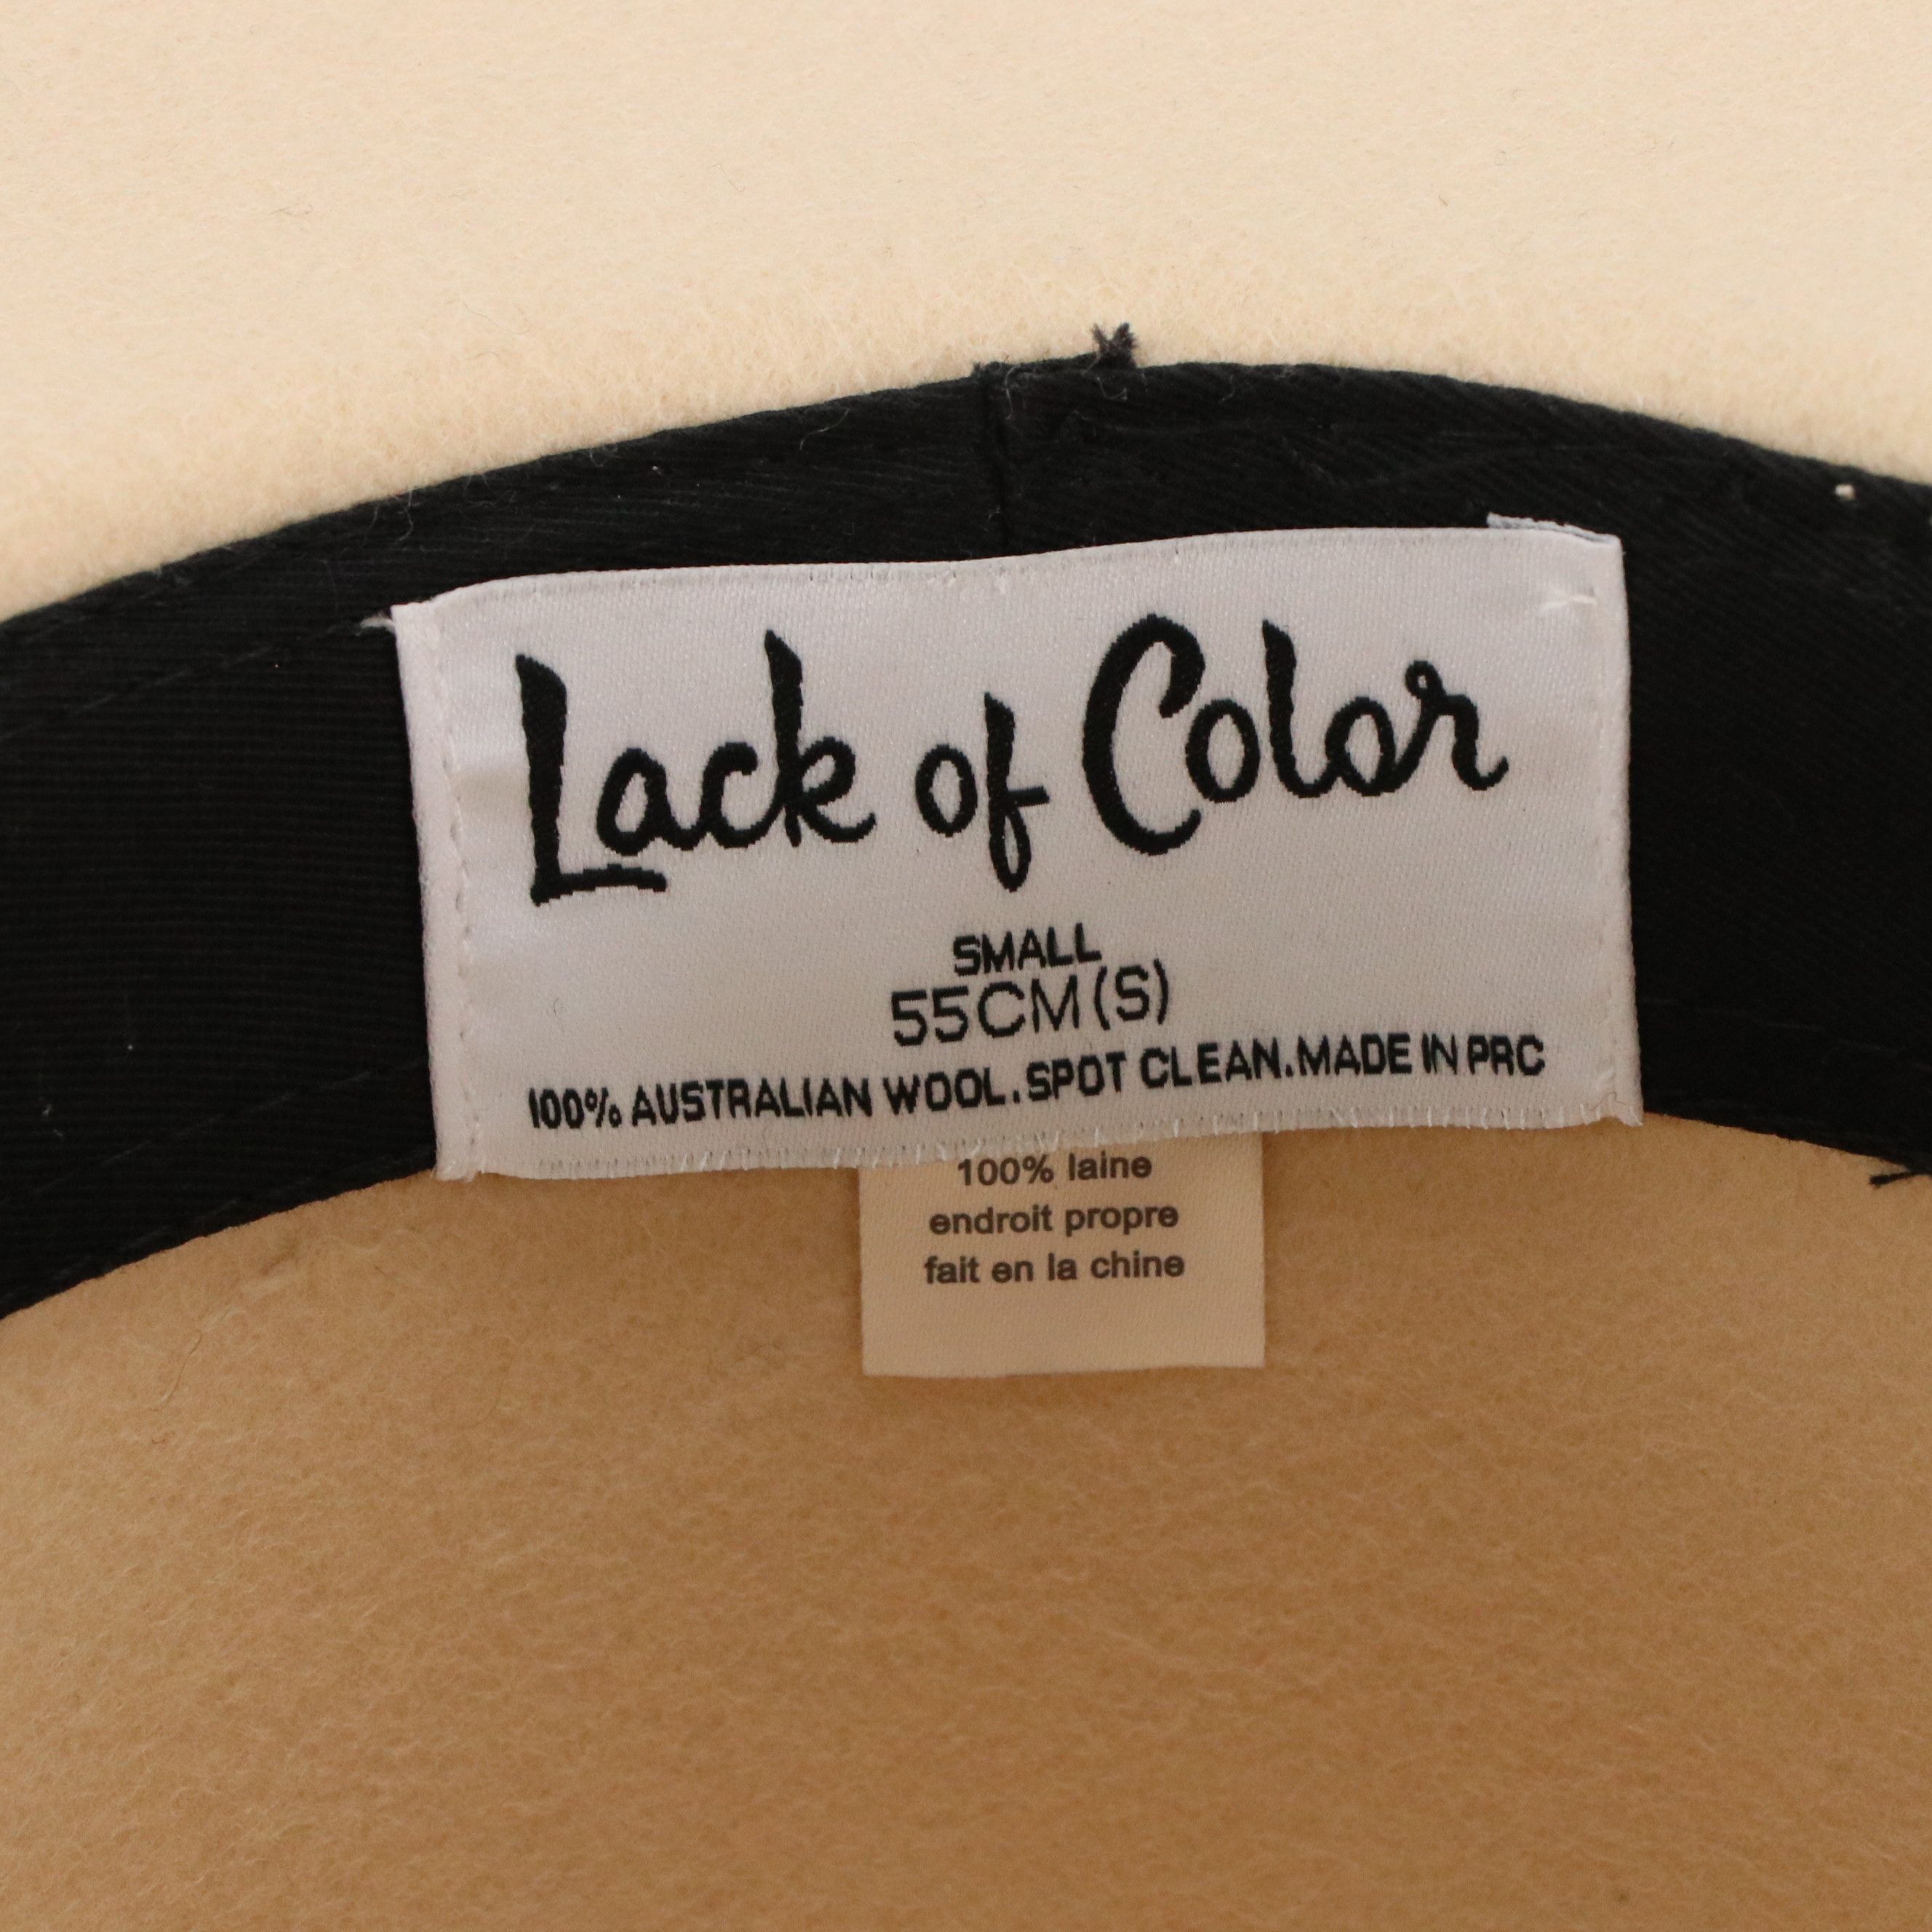 Lack of Color
SMALL
55CM(S)
100% AUSTRALIAN WOOL.SPOT CLEAN.MADE IN PRC
100% laine
endroit propre
fait en la chine